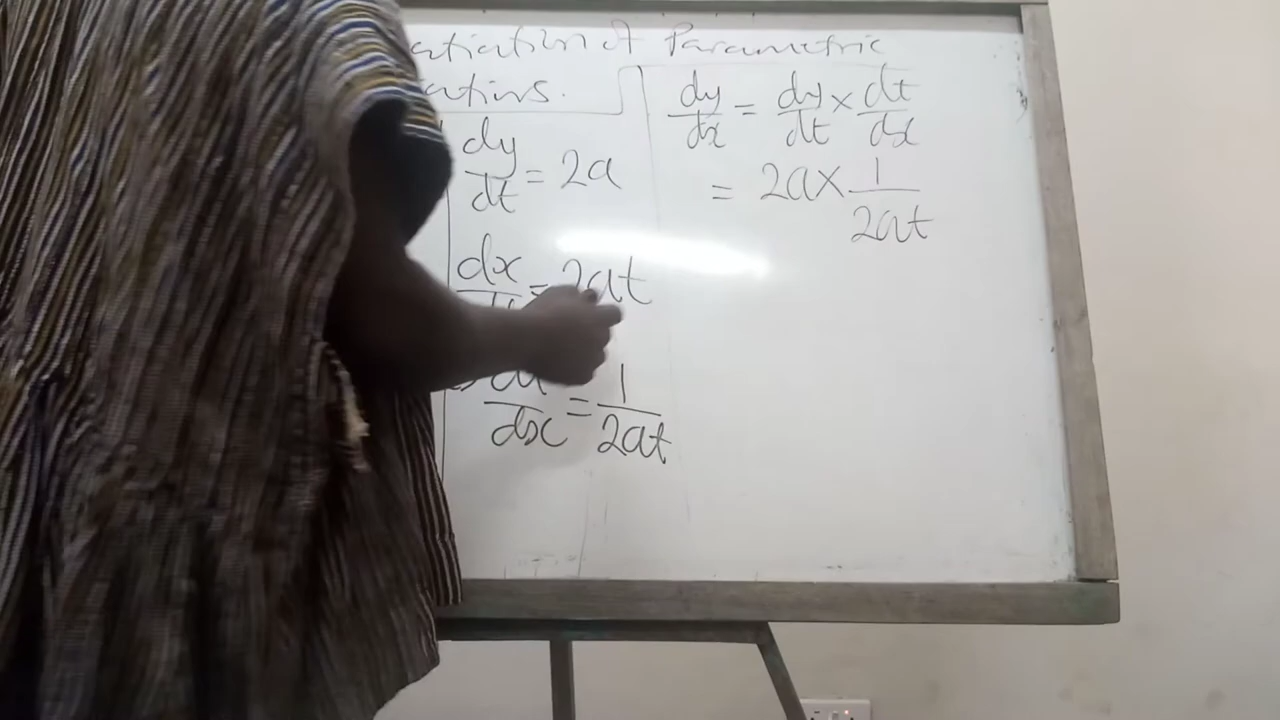 Parametric
dy/dt = 2a
dx/dt = 2at
dt/dx = 1/2at
dy/dx = dy/dt × dt/dx
= 2a × 1/2at